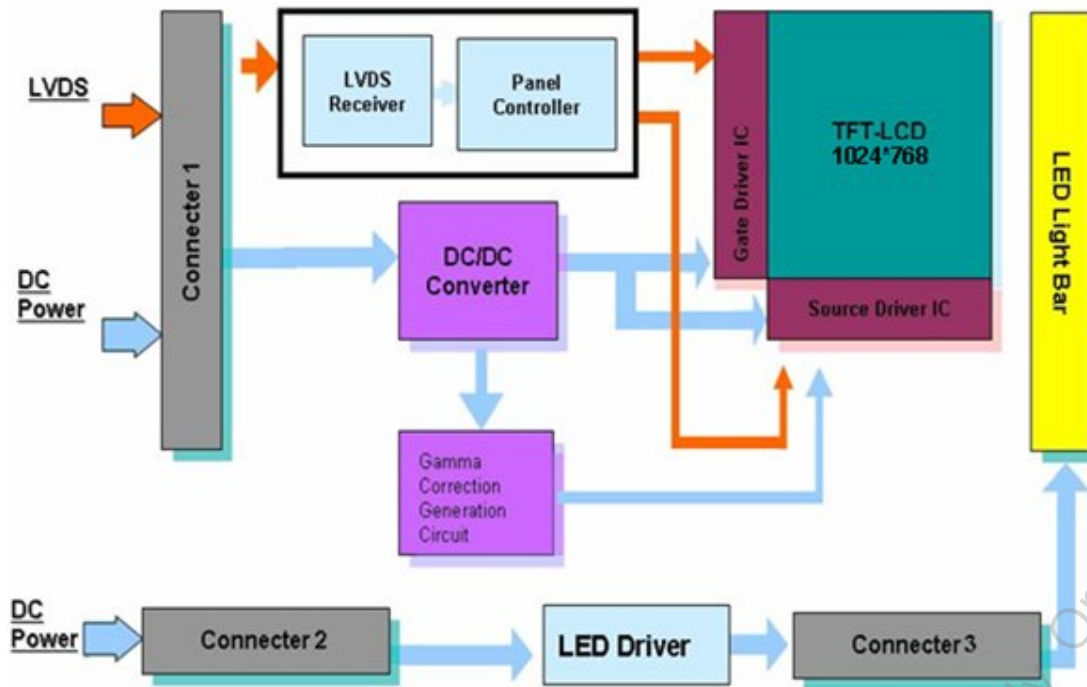 LVDS
DC
Power
Connecter 1
LVDS
Receiver
Panel
Controller
Gate Driver IC
TFT-LCD
1024*768
Source Driver IC
LED Light Bar
DC/DC
Converter
Gamma
Correction
Generation
Circuit
DC
Power
Connecter 2
LED Driver
Connecter 3